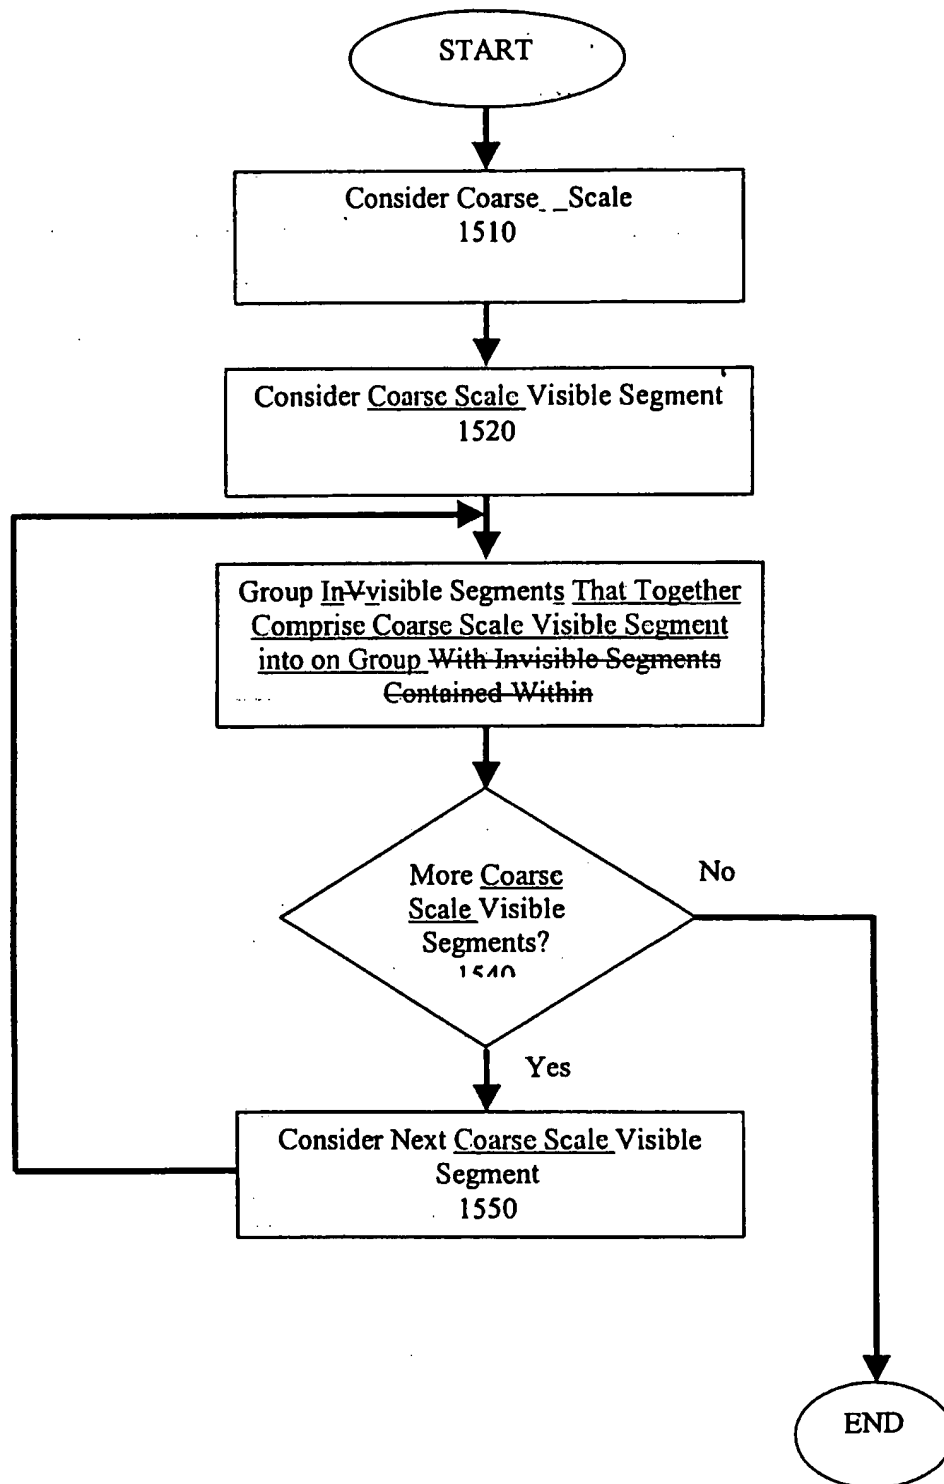 START
Consider Coarse_ _Scale
1510
Consider Coarse Scale Visible Segment
1520
Group InVvisible Segments That Together
Comprise Coarse Scale Visible Segment
into on Group With Invisible Segments
Contained Within
More Coarse
Scale Visible
Segments?
1540
No
Yes
Consider Next Coarse Scale Visible
Segment
1550
END